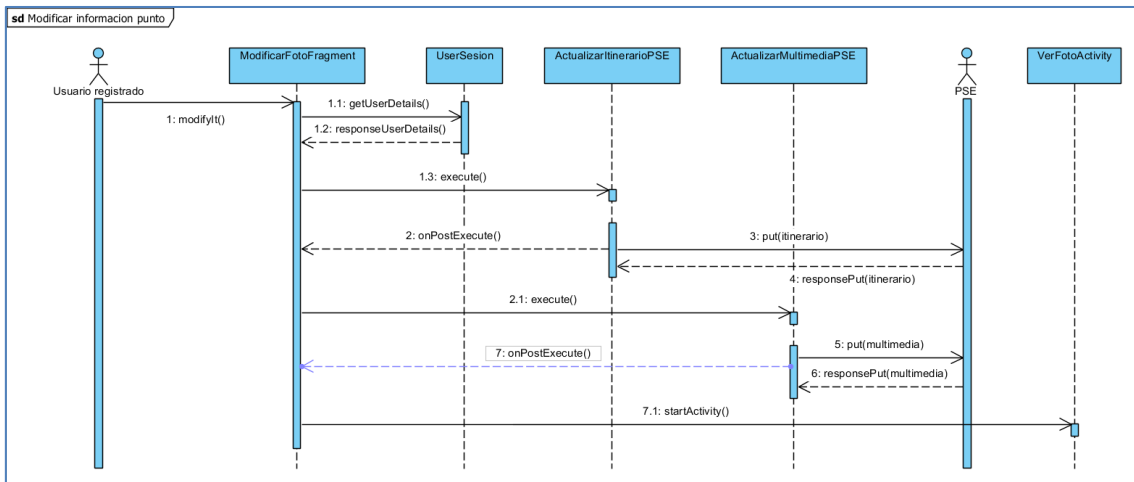 sd Modificar informacion punto
ModificarFotoFragment
UserSesion
ActualizarItinerarioPSE
ActualizarMultimediaPSE
VerFotoActivity
Usuario registrado
PSE
1: modifyIt()
1.1: getUserDetails()
1.2: responseUserDetails()
1.3: execute()
2: onPostExecute()
3: put(itinerario)
4: responsePut(itinerario)
2.1: execute()
5: put(multimedia)
7: onPostExecute()
6: responsePut(multimedia)
7.1: startActivity()